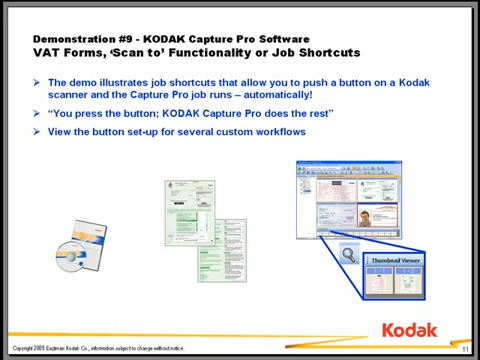 Demonstration #9 - KODAK Capture Pro Software
VAT Forms, ‘Scan to’ Functionality or Job Shortcuts
The demo illustrates job shortcuts that allow you to push a button on a Kodak
scanner and the Capture Pro job runs – automatically!
“You press the button; KODAK Capture Pro does the rest”
View the button set-up for several custom workflows
Thumbnail Viewer
Kodak
Copyright 2009 Eastman Kodak Co., information subject to change without notice.
11